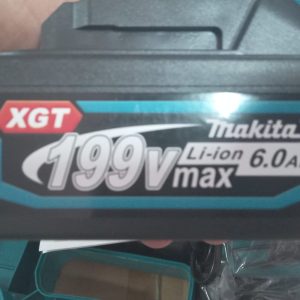 XGT
makita
199v max
Li-ion 6.0A